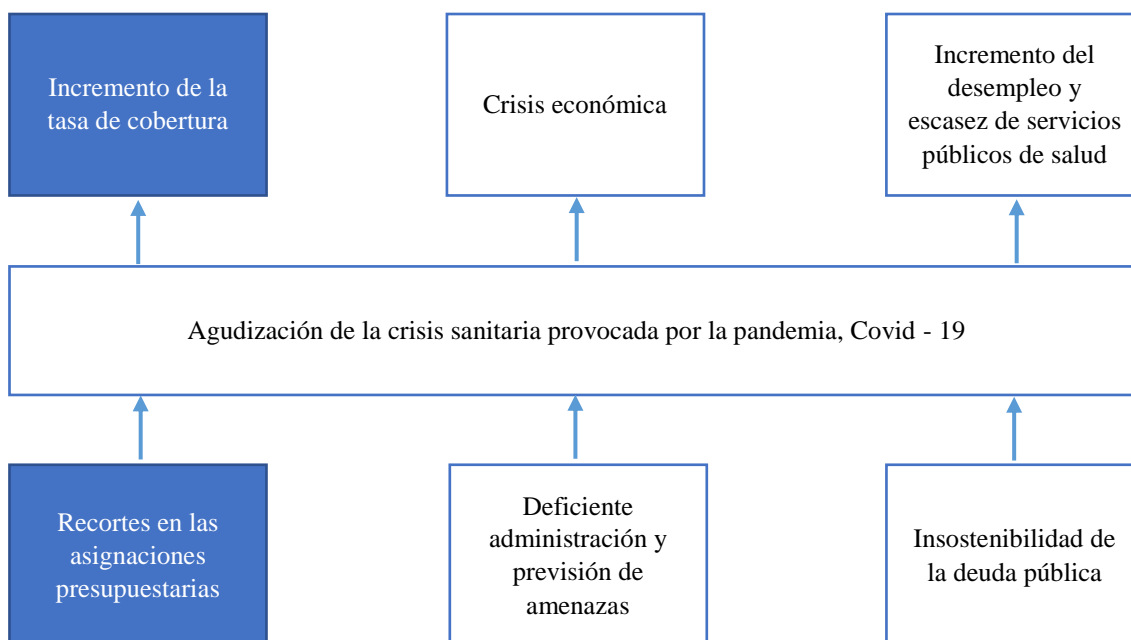 Incremento de la
tasa de cobertura
Crisis económica
Incremento del
desempleo y
escasez de servicios
públicos de salud
Agudización de la crisis sanitaria provocada por la pandemia, Covid - 19
Recortes en las
asignaciones
presupuestarias
Deficiente
administración y
previsión de
amenazas
Insostenibilidad de
la deuda pública